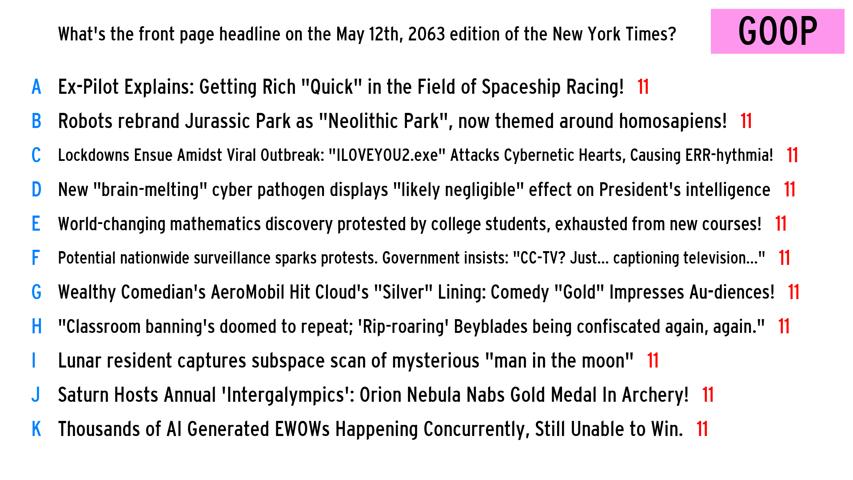 What's the front page headline on the May 12th, 2063 edition of the New York Times?
GOOP
A Ex-Pilot Explains: Getting Rich "Quick" in the Field of Spaceship Racing! 11
B Robots rebrand Jurassic Park as "Neolithic Park", now themed around homosapiens! 11
C Lockdowns Ensue Amidst Viral Outbreak: "ILOVEYOU2.exe" Attacks Cybernetic Hearts, Causing ERR-hythmia! 11
D New "brain-melting" cyber pathogen displays "likely negligible" effect on President's intelligence 11
E World-changing mathematics discovery protested by college students, exhausted from new courses! 11
F Potential nationwide surveillance sparks protests. Government insists: "CC-TV? Just... captioning television..." 11
G Wealthy Comedian's AeroMobil Hit Cloud's "Silver" Lining: Comedy "Gold" Impresses Au-diences! 11
H "Classroom banning's doomed to repeat; 'Rip-roaring' Beyblades being confiscated again, again." 11
I Lunar resident captures subspace scan of mysterious "man in the moon" 11
J Saturn Hosts Annual 'Intergalympics': Orion Nebula Nabs Gold Medal In Archery! 11
K Thousands of AI Generated EWOWs Happening Concurrently, Still Unable to Win. 11